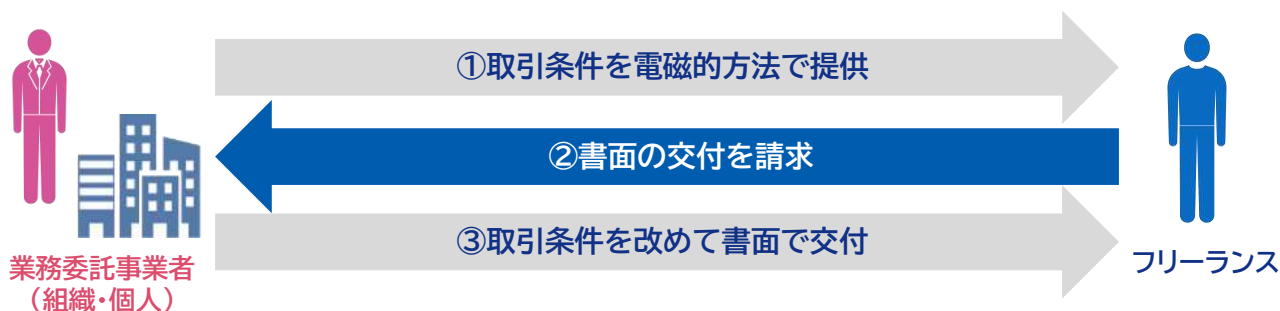 ①取引条件を電磁的方法で提供
②書面の交付を請求
③取引条件を改めて書面で交付
業務委託事業者
（組織・個人）
フリーランス